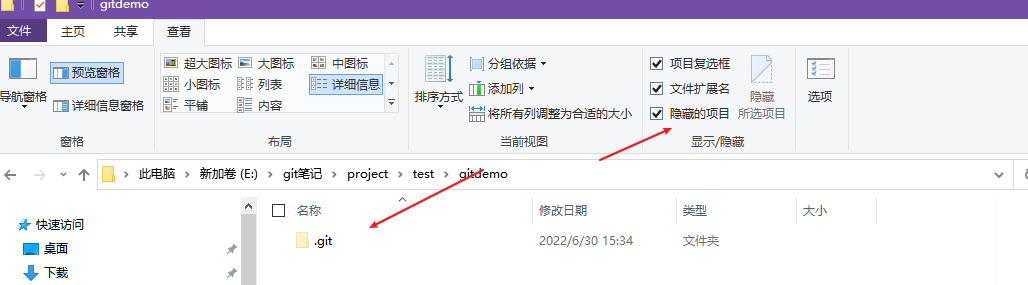 gitdemo
文件 主页 共享 查看
导航窗格 预览窗格 详细信息窗格
窗格
超大图标 大图标 中图标
小图标 列表 详细信息
平铺 内容
布局
排序方式 分组依据
添加列
将所有列调整为合适的大小
当前视图
项目复选框
文件扩展名
隐藏的项目
隐藏
所选项目
显示/隐藏
选项
此电脑 新加卷 (E:) git笔记 project test gitdemo
快速访问
桌面
下载
名称 修改日期 类型 大小
.git 2022/6/30 15:34 文件夹